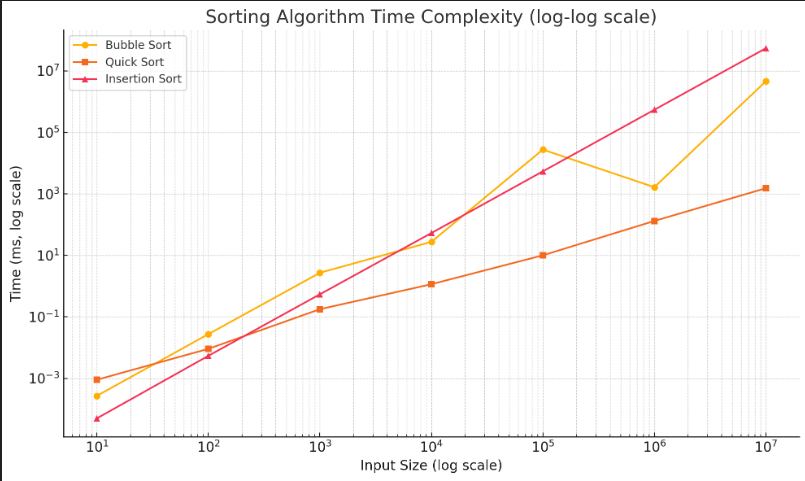 Sorting Algorithm Time Complexity (log-log scale)
Bubble Sort
Quick Sort
Insertion Sort
Time (ms, log scale)
10⁷
10⁵
10³
10¹
10⁻¹
10⁻³
10¹ 10² 10³ 10⁴ 10⁵ 10⁶ 10⁷
Input Size (log scale)